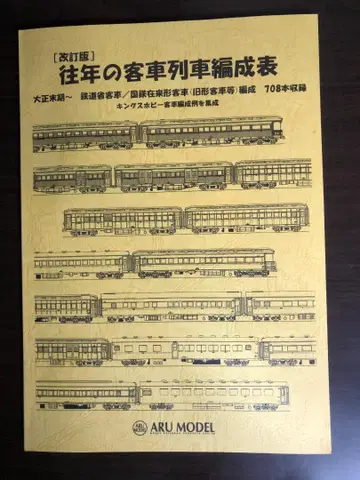 [改訂版]
往年の客車列車編成表
大正末期〜 鉄道省客車/国鉄在来形客車(旧形客車等)編成 708本収録
キングスホビー客車編成例を集成
ARU MODEL